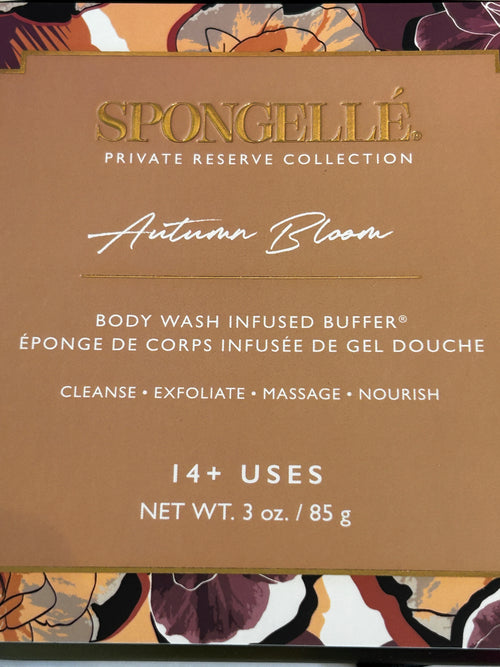 SPONGELLÉ®
PRIVATE RESERVE COLLECTION
Autumn Bloom
BODY WASH INFUSED BUFFER®
ÉPONGE DE CORPS INFUSÉE DE GEL DOUCHE
CLEANSE • EXFOLIATE • MASSAGE • NOURISH
14+ USES
NET WT. 3 oz. / 85 g